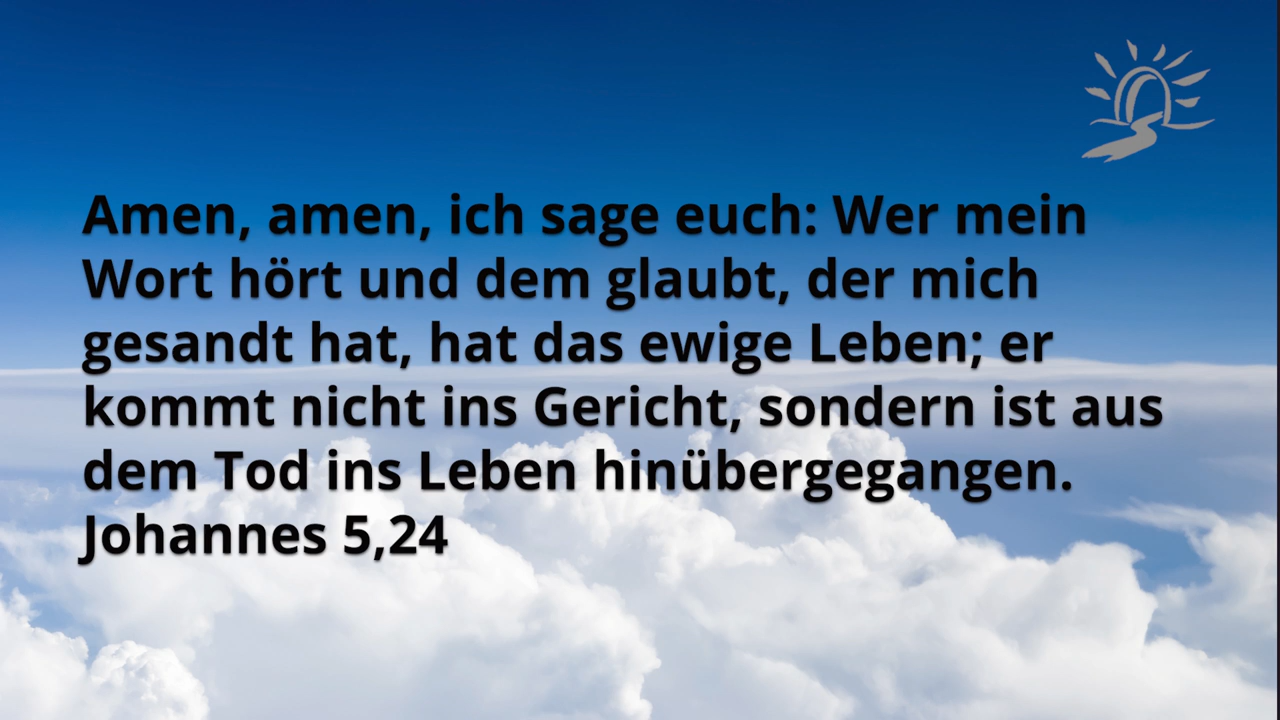 Amen, amen, ich sage euch: Wer mein
Wort hört und dem glaubt, der mich
gesandt hat, hat das ewige Leben; er
kommt nicht ins Gericht, sondern ist aus
dem Tod ins Leben hinübergegangen.
Johannes 5,24